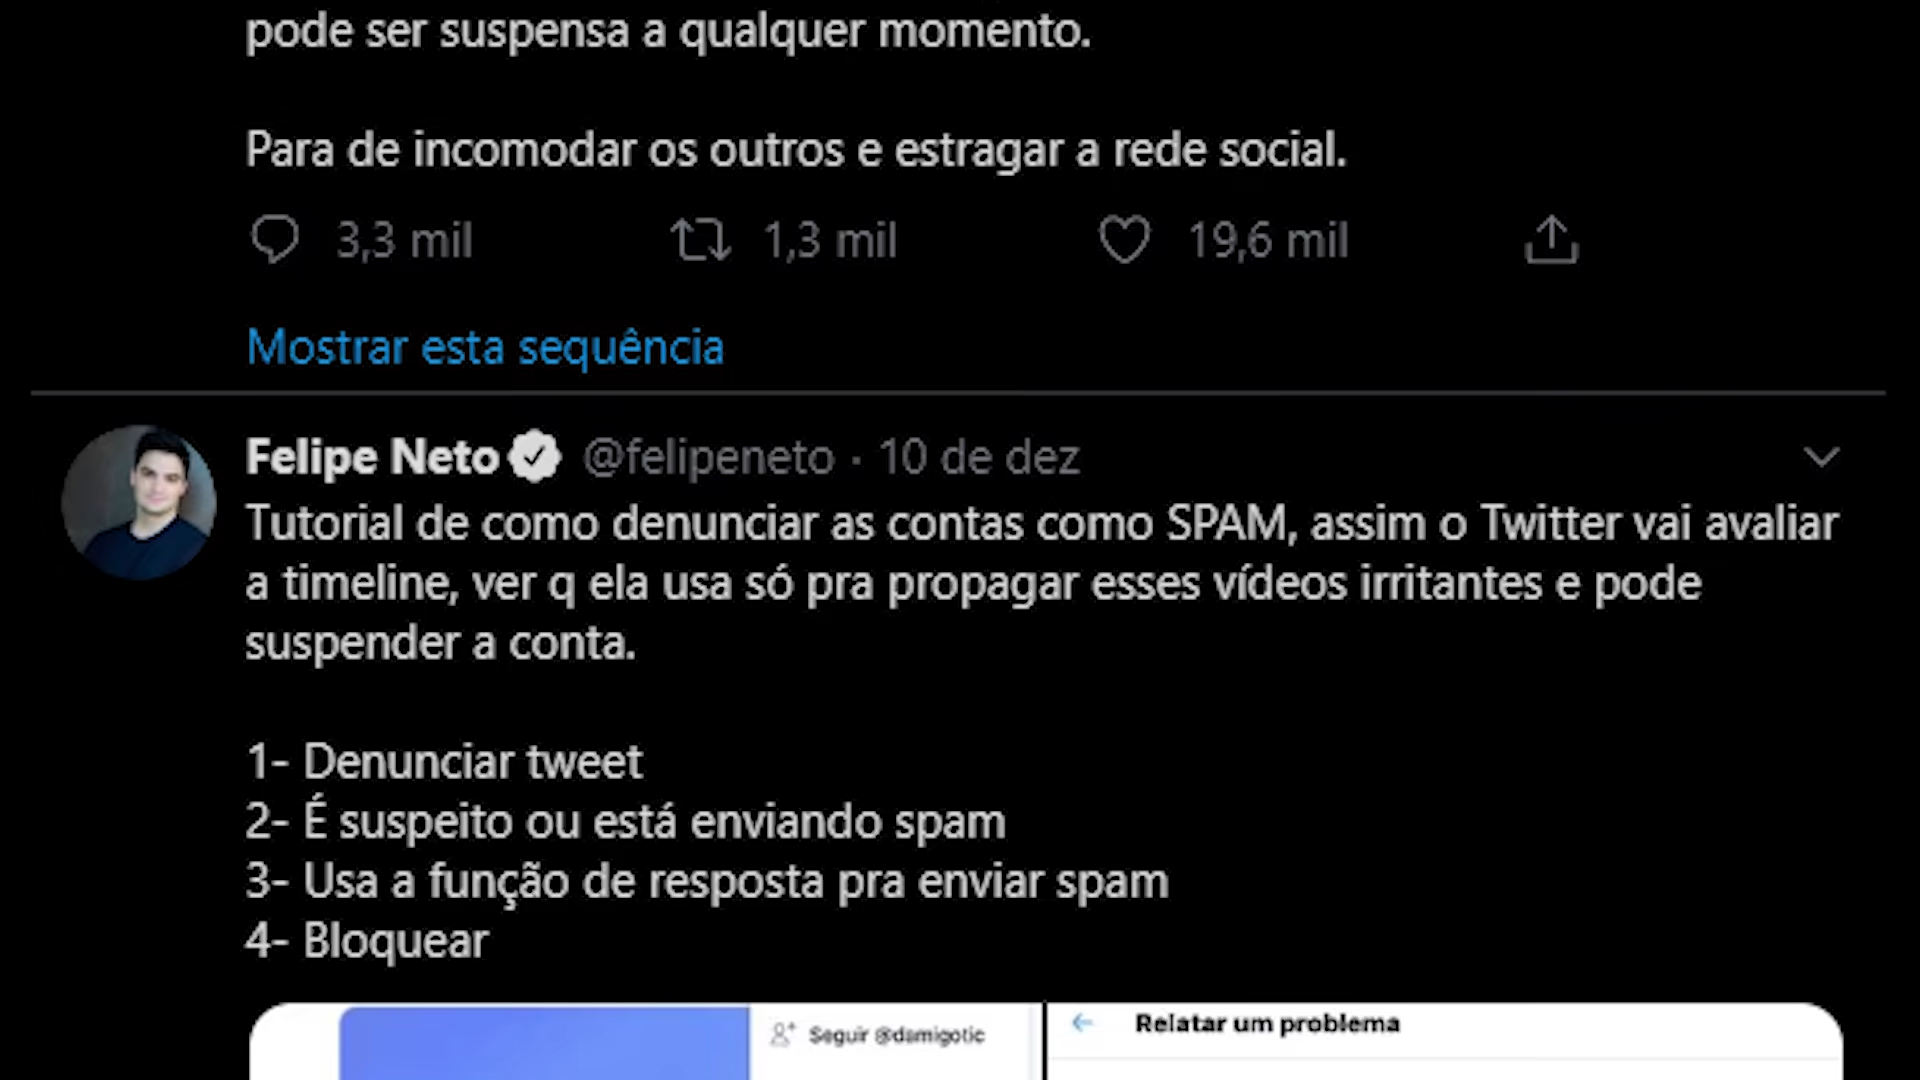 pode ser suspensa a qualquer momento.
Para de incomodar os outros e estragar a rede social.
3,3 mil 1,3 mil 19,6 mil
Mostrar esta sequência
Felipe Neto @felipeneto · 10 de dez
Tutorial de como denunciar as contas como SPAM, assim o Twitter vai avaliar
a timeline, ver q ela usa só pra propagar esses vídeos irritantes e pode
suspender a conta.
1- Denunciar tweet
2- É suspeito ou está enviando spam
3- Usa a função de resposta pra enviar spam
4- Bloquear
Seguir @damigotic
Relatar um problema